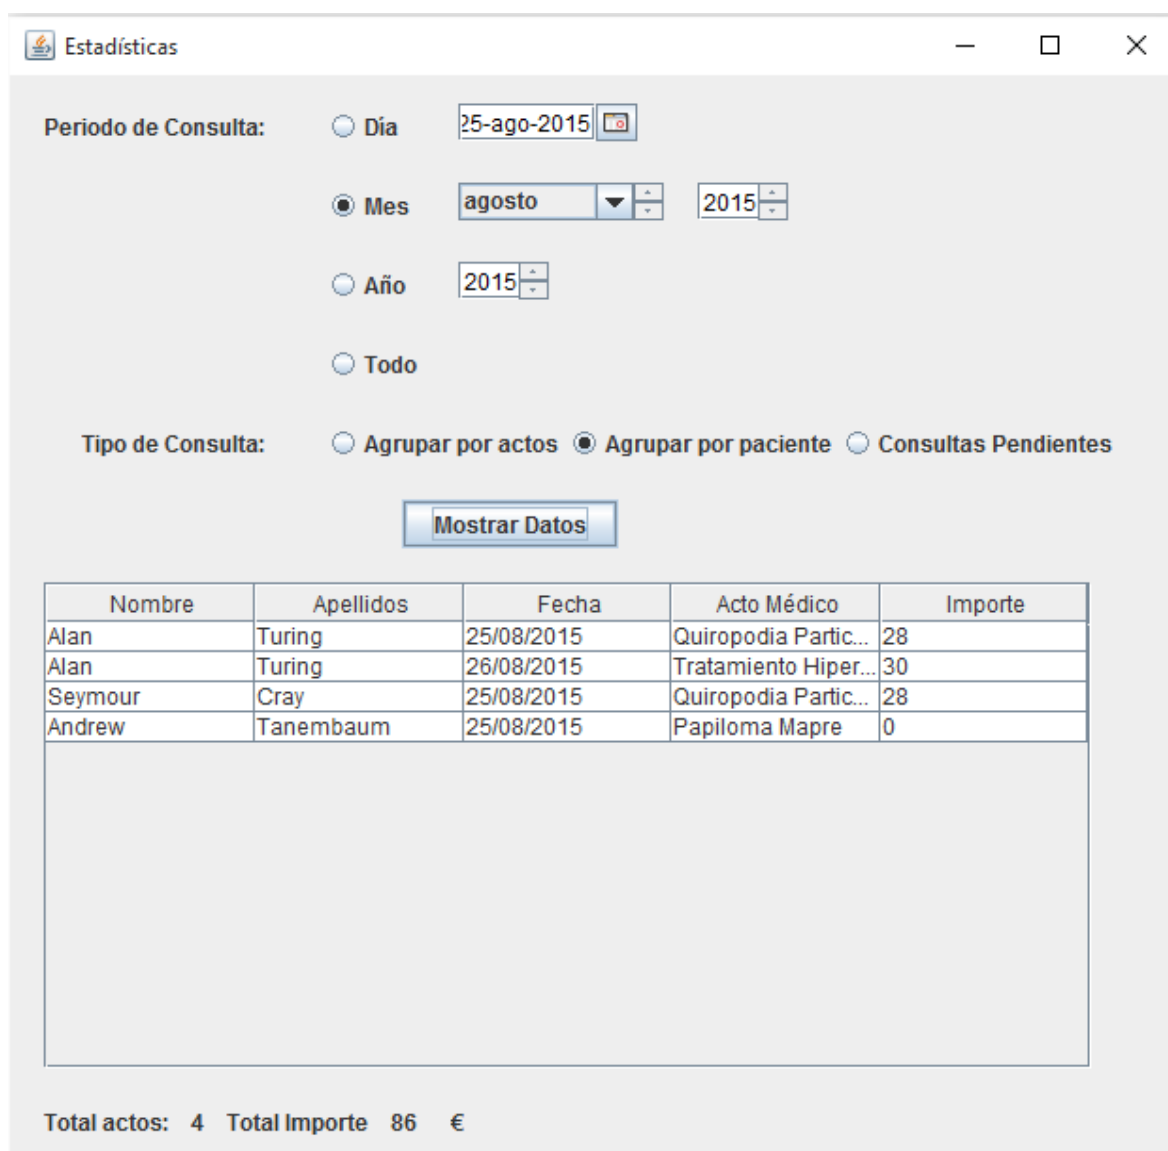 Estadísticas
Periodo de Consulta: Día 25-ago-2015
Mes agosto 2015
Año 2015
Todo
Tipo de Consulta: Agrupar por actos Agrupar por paciente Consultas Pendientes
Mostrar Datos
Nombre Apellidos Fecha Acto Médico Importe
Alan Turing 25/08/2015 Quiropodia Partic... 28
Alan Turing 26/08/2015 Tratamiento Hiper... 30
Seymour Cray 25/08/2015 Quiropodia Partic... 28
Andrew Tanembaum 25/08/2015 Papiloma Mapre 0
Total actos: 4 Total Importe 86 €